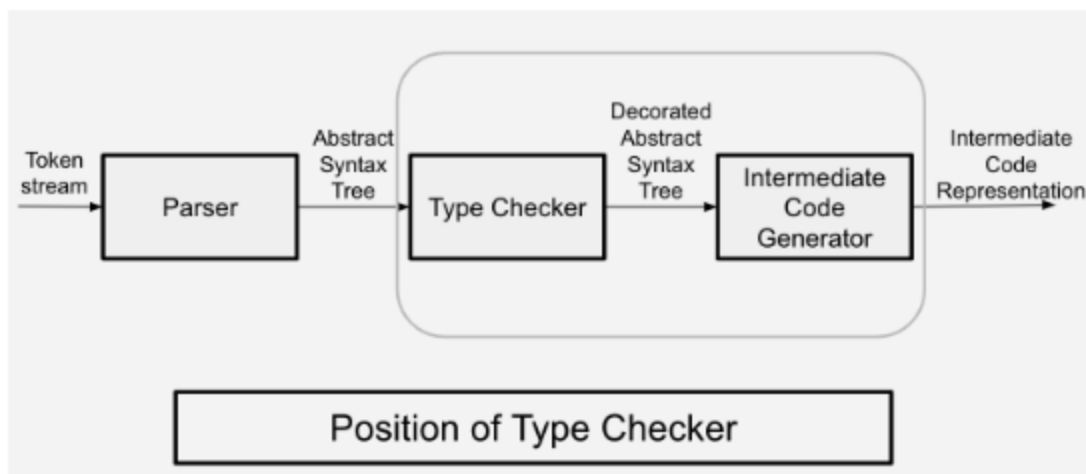 Token
stream
Parser
Abstract
Syntax
Tree
Type Checker
Decorated
Abstract
Syntax
Tree
Intermediate
Code
Generator
Intermediate
Code
Representation
Position of Type Checker